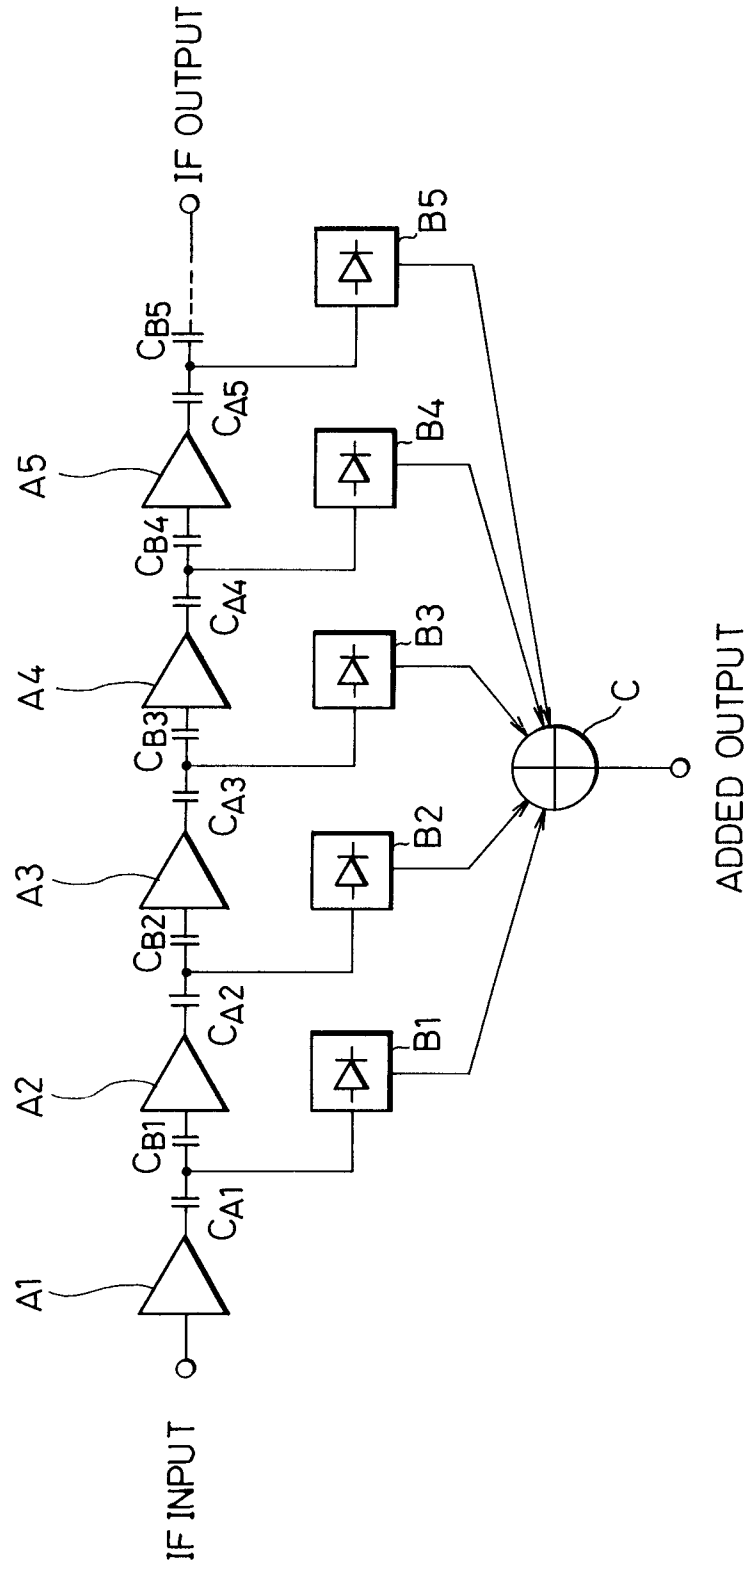 A1
A2
A3
A4
A5
IF INPUT
CA1
CB1
CA2
CB2
CA3
CB3
CA4
CB4
CA5
CB5
IF OUTPUT
B1
B2
B3
B4
B5
C
ADDED OUTPUT